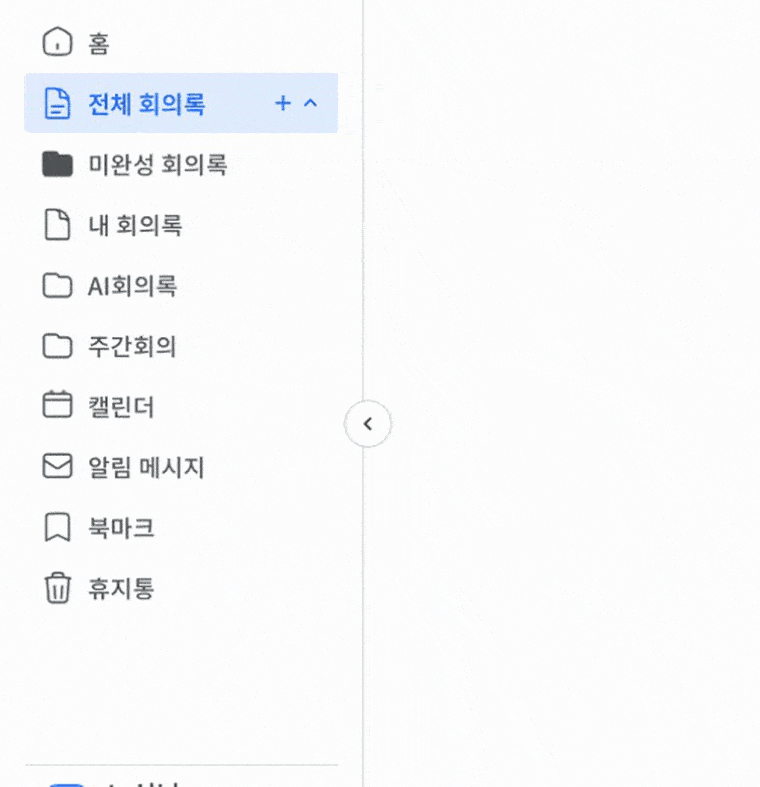 홈
전체 회의록
미완성 회의록
내 회의록
AI회의록
주간회의
캘린더
알림 메시지
북마크
휴지통